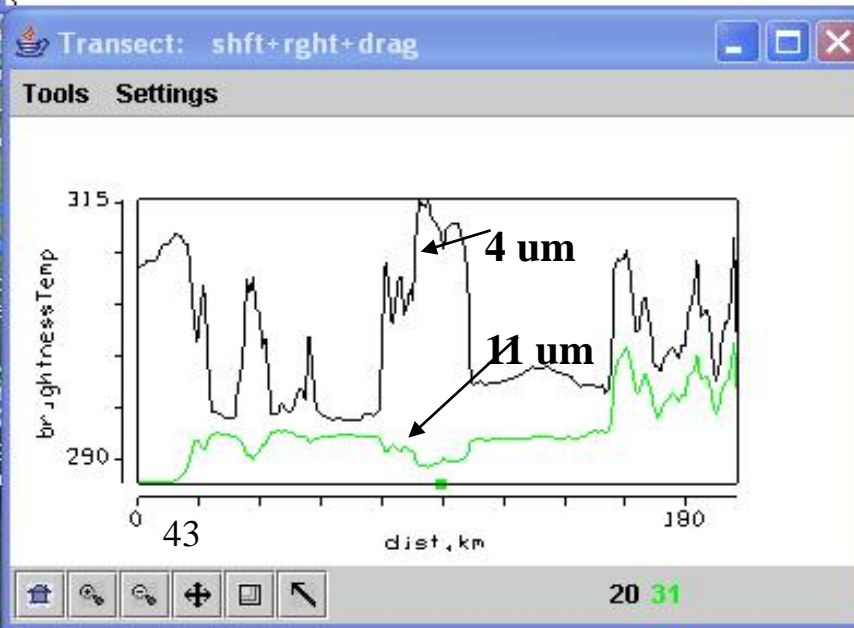 Transect: shft+rght+drag
Tools Settings
315
4 um
brightnessTemp
11 um
290
0
180
43
dist,km
20 31